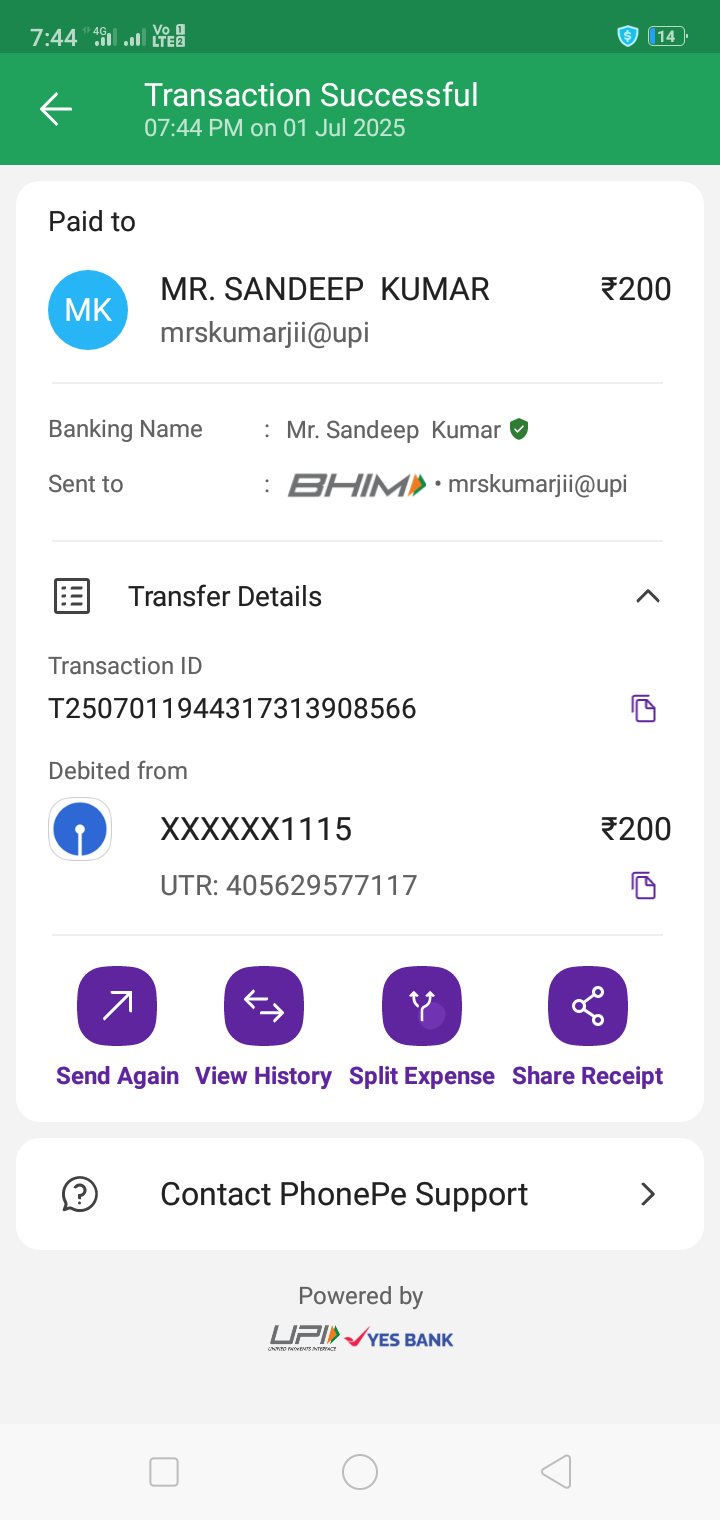 7:44 4G Vo 1 LTE 2 14
Transaction Successful
07:44 PM on 01 Jul 2025
Paid to
MK MR. SANDEEP KUMAR ₹200
mrskumarjii@upi
Banking Name : Mr. Sandeep Kumar
Sent to : BHIM • mrskumarjii@upi
Transfer Details
Transaction ID
T2507011944317313908566
Debited from
XXXXXX1115 ₹200
UTR: 405629577117
Send Again View History Split Expense Share Receipt
Contact PhonePe Support
Powered by
UPI YES BANK
UNIFIED PAYMENTS INTERFACE